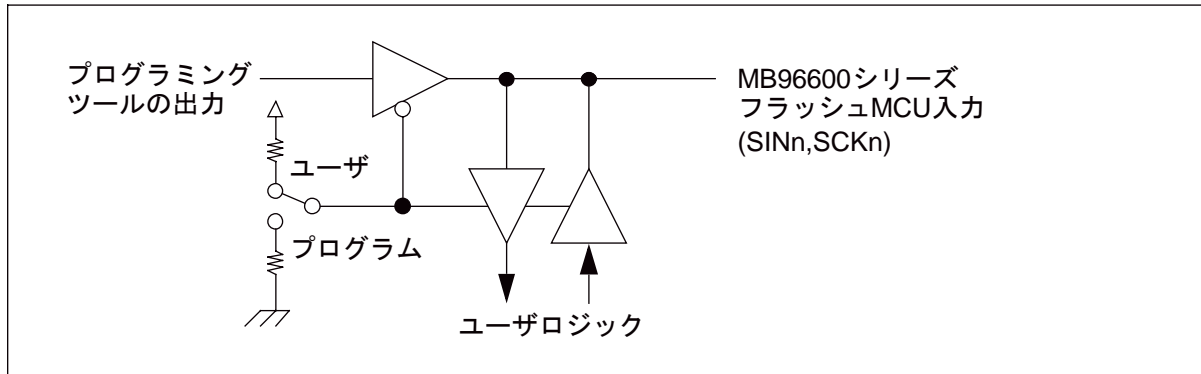 プログラミング
ツールの出力
MB96600シリーズ
フラッシュMCU入力
(SINn,SCKn)
ユーザ
プログラム
ユーザロジック